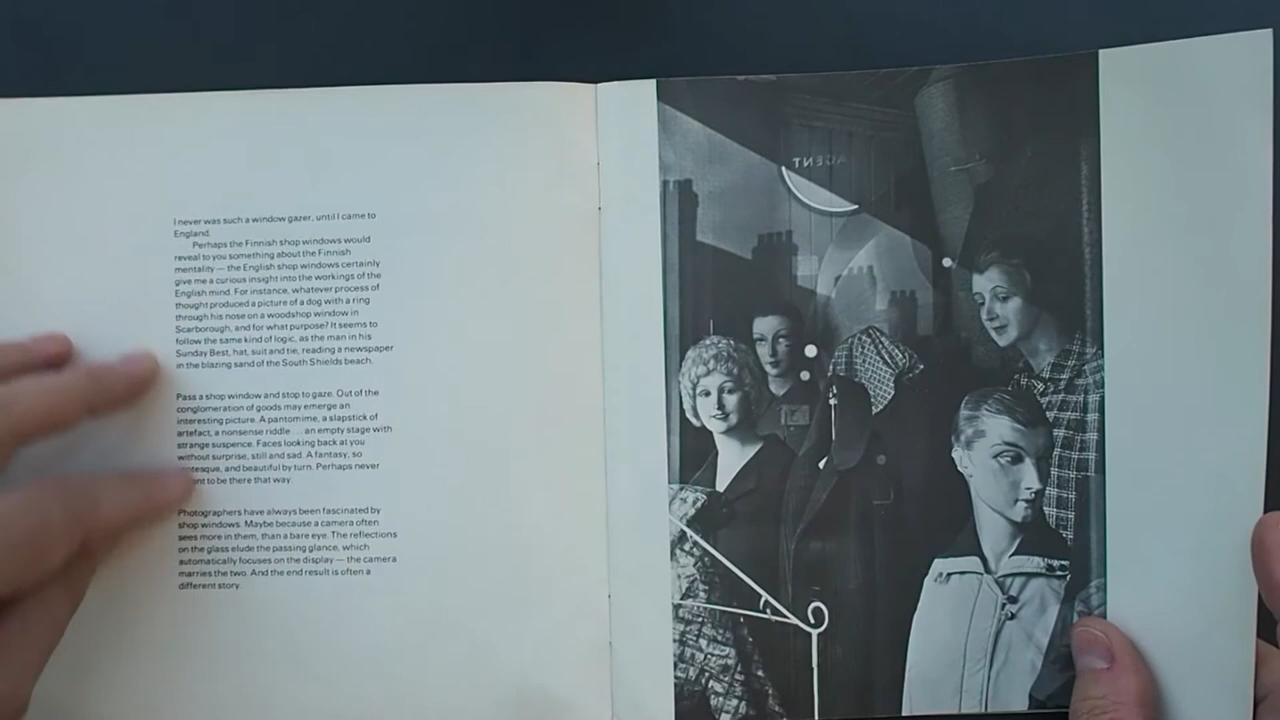 I never was such a window gazer, until I came to
England.
Perhaps the Finnish shop windows would
reveal to you something about the Finnish
mentality — the English shop windows certainly
give me a curious insight into the workings of the
English mind. For instance, whatever process of
thought produced a picture of a dog with a ring
through his nose on a woodshop window in
Scarborough, and for what purpose? It seems to
follow the same kind of logic, as the man in his
Sunday Best, hat, suit and tie, reading a newspaper
in the blazing sand of the South Shields beach.
Pass a shop window and stop to gaze. Out of the
conglomeration of goods may emerge an
interesting picture. A pantomime, a slapstick of
artefact, a nonsense riddle . . . an empty stage with
strange suspense. Faces looking back at you
without surprise, still and sad. A fantasy, so
and beautiful by turn. Perhaps never
to be there that way.
Photographers have always been fascinated by
shop windows. Maybe because a camera often
sees more in them, than a bare eye. The reflections
on the glass elude the passing glance, which
automatically focuses on the display — the camera
marries the two. And the end result is often a
different story.
AGENT